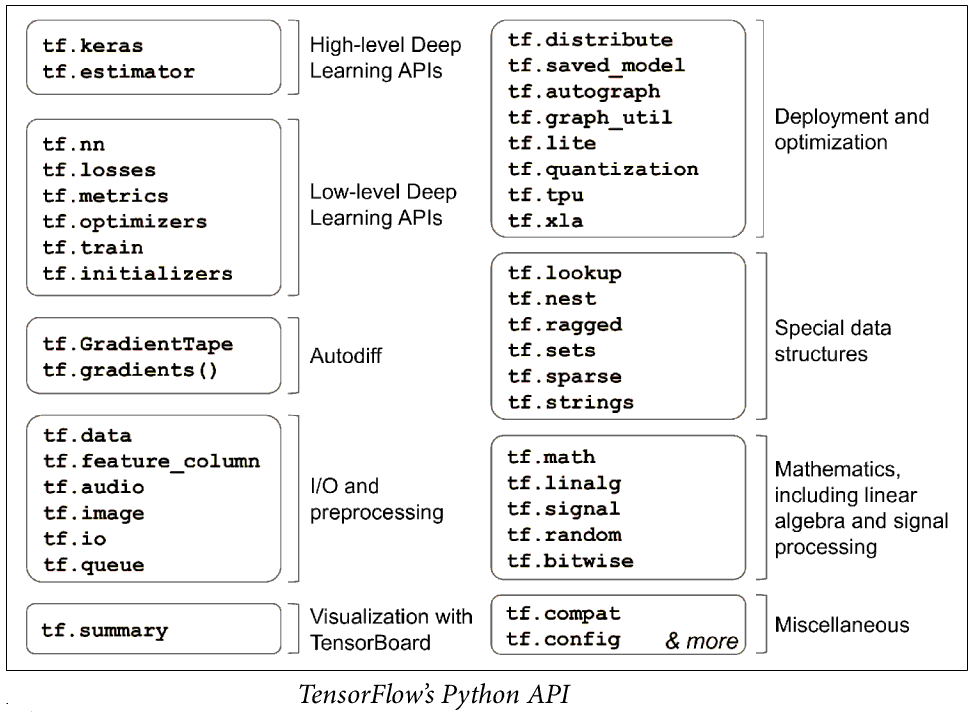 tf.keras
tf.estimator
High-level Deep
Learning APIs
tf.nn
tf.losses
tf.metrics
tf.optimizers
tf.train
tf.initializers
Low-level Deep
Learning APIs
tf.GradientTape
tf.gradients()
Autodiff
tf.data
tf.feature_column
tf.audio
tf.image
tf.io
tf.queue
I/O and
preprocessing
tf.summary
Visualization with
TensorBoard
tf.distribute
tf.saved_model
tf.autograph
tf.graph_util
tf.lite
tf.quantization
tf.tpu
tf.xla
Deployment and
optimization
tf.lookup
tf.nest
tf.ragged
tf.sets
tf.sparse
tf.strings
Special data
structures
tf.math
tf.linalg
tf.signal
tf.random
tf.bitwise
Mathematics,
including linear
algebra and signal
processing
tf.compat
tf.config & more
Miscellaneous
TensorFlow’s Python API